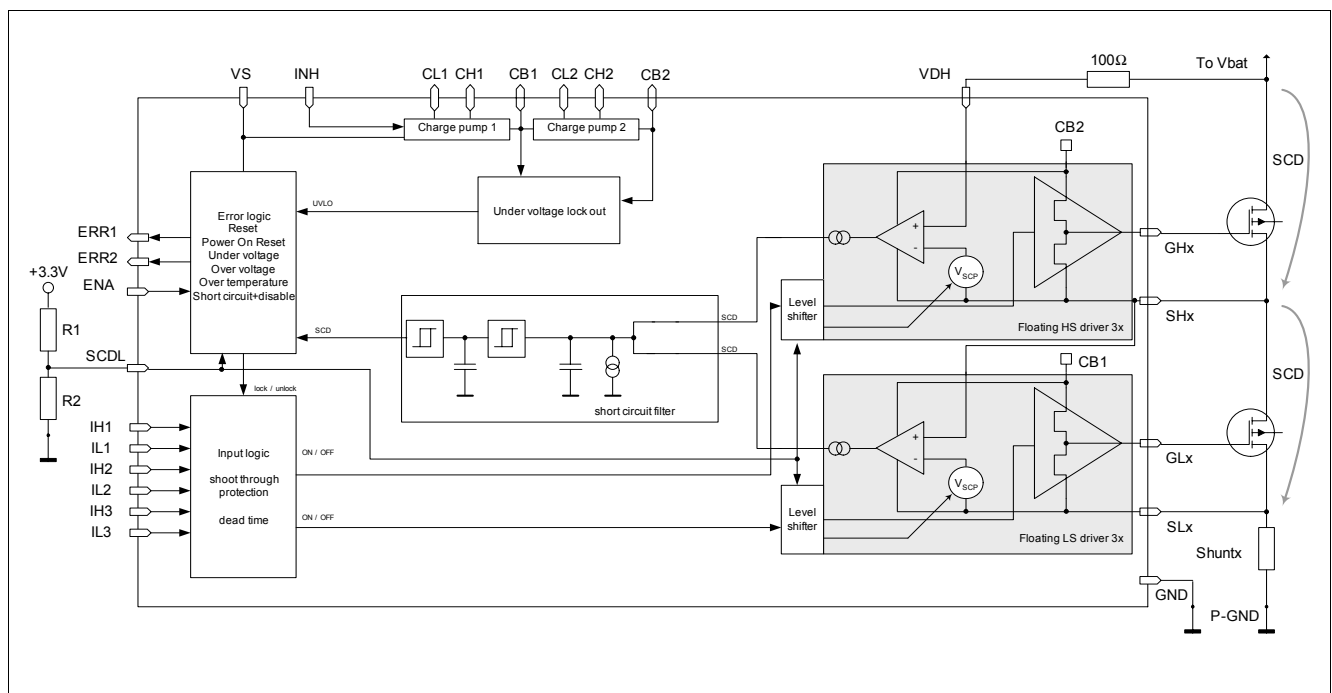 VS
INH
CL1
CH1
CB1
CL2
CH2
CB2
VDH
100Ω
To Vbat
Charge pump 1
Charge pump 2
CB2
SCD
Error logic
Reset
Power On Reset
Under voltage
Over voltage
Over temperature
Short circuit+disable
UVLO
Under voltage lock out
ERR1
ERR2
ENA
+3.3V
R1
SCDL
R2
+
-
VSCP
Level
shifter
Floating HS driver 3x
GHx
SHx
SCD
SCD
SCD
short circuit filter
lock / unlock
CB1
SCD
IH1
IL1
IH2
IL2
IH3
IL3
Input logic
shoot through
protection
dead time
ON / OFF
ON / OFF
+
-
VSCP
Level
shifter
Floating LS driver 3x
GLx
SLx
Shuntx
GND
P-GND